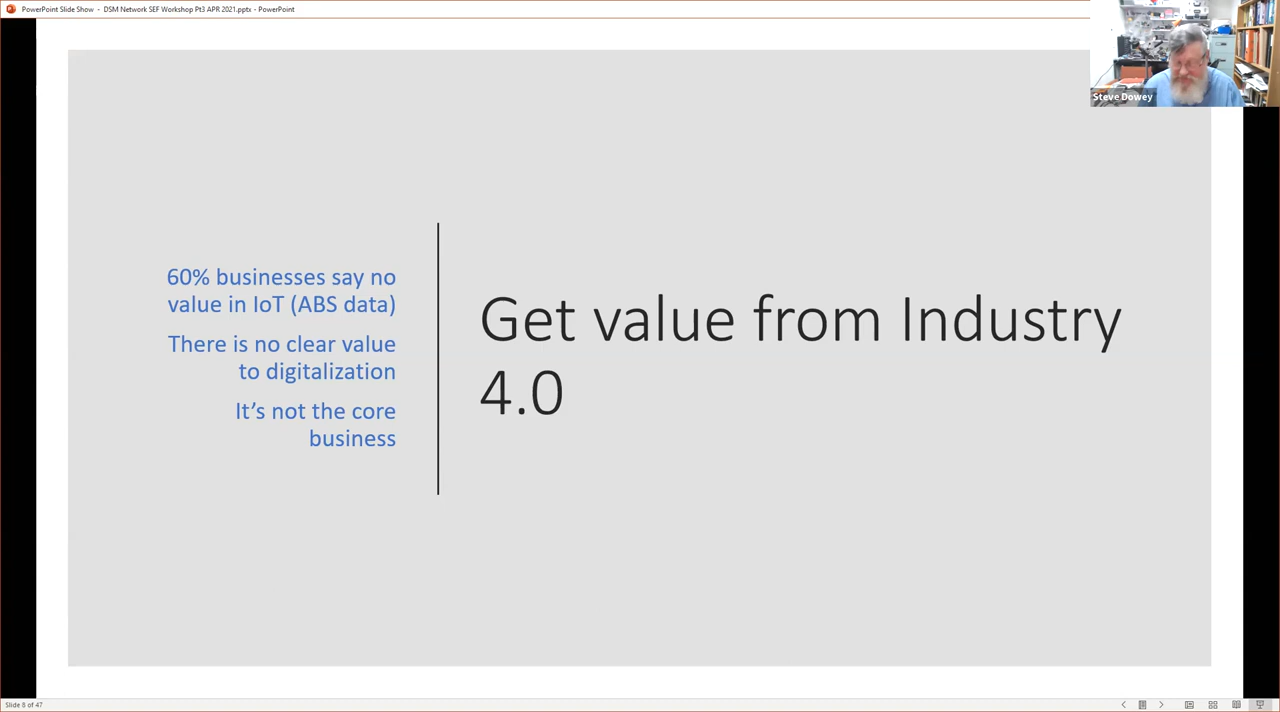 PowerPoint Slide Show - DSM Network SEF Workshop Pt3 APR 2021.pptx - PowerPoint
Steve Dowey
60% businesses say no
value in IoT (ABS data)
There is no clear value
to digitalization
It's not the core
business
Get value from Industry
4.0
Slide 8 of 47